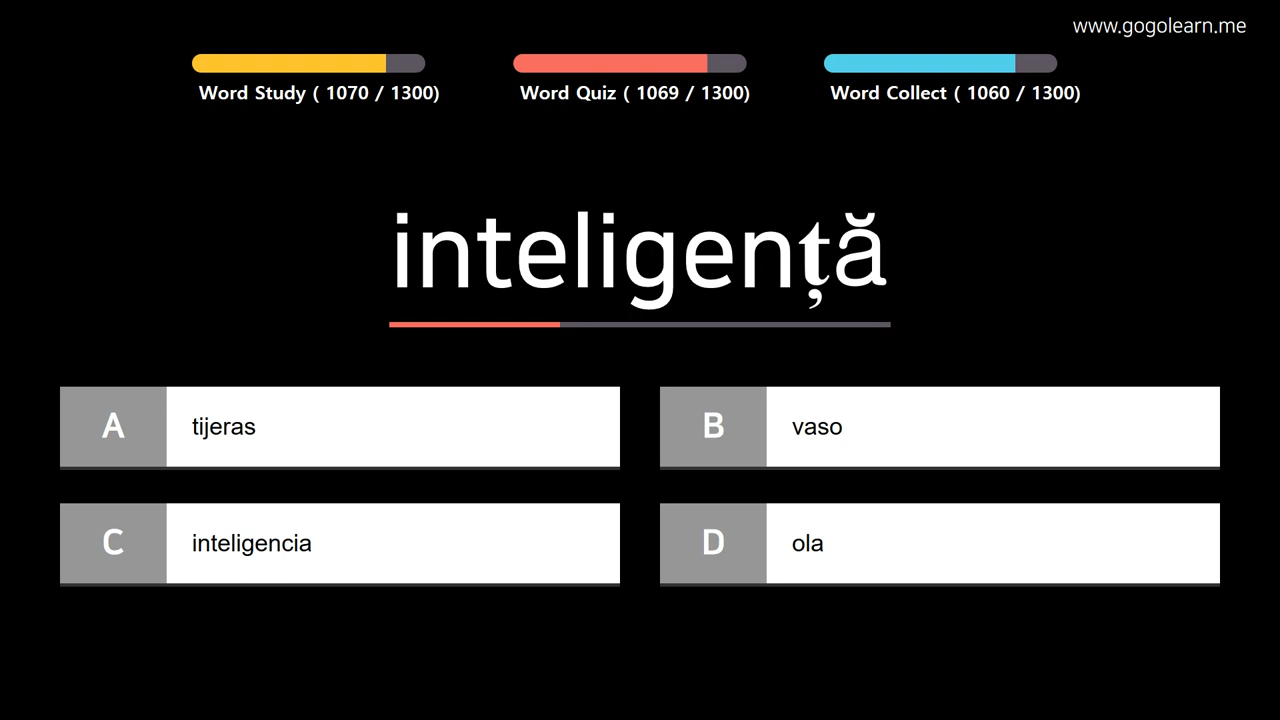 www.gogolearn.me
Word Study ( 1070 / 1300)
Word Quiz ( 1069 / 1300)
Word Collect ( 1060 / 1300)
inteligență
A tijeras
B vaso
C inteligencia
D ola